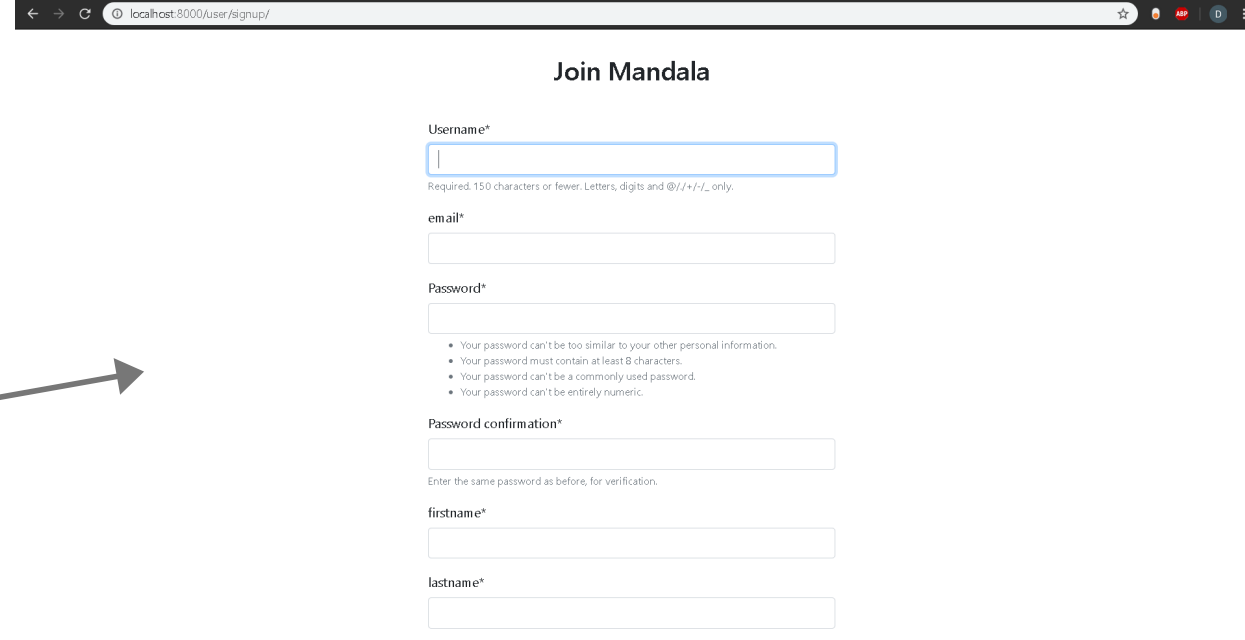 localhost:8000/user/signup/
ABP
D
Join Mandala
Username*
Required. 150 characters or fewer. Letters, digits and @/./+/-/_ only.
email*
Password*
Your password can't be too similar to your other personal information.
Your password must contain at least 8 characters.
Your password can't be a commonly used password.
Your password can't be entirely numeric.
Password confirmation*
Enter the same password as before, for verification.
firstname*
lastname*